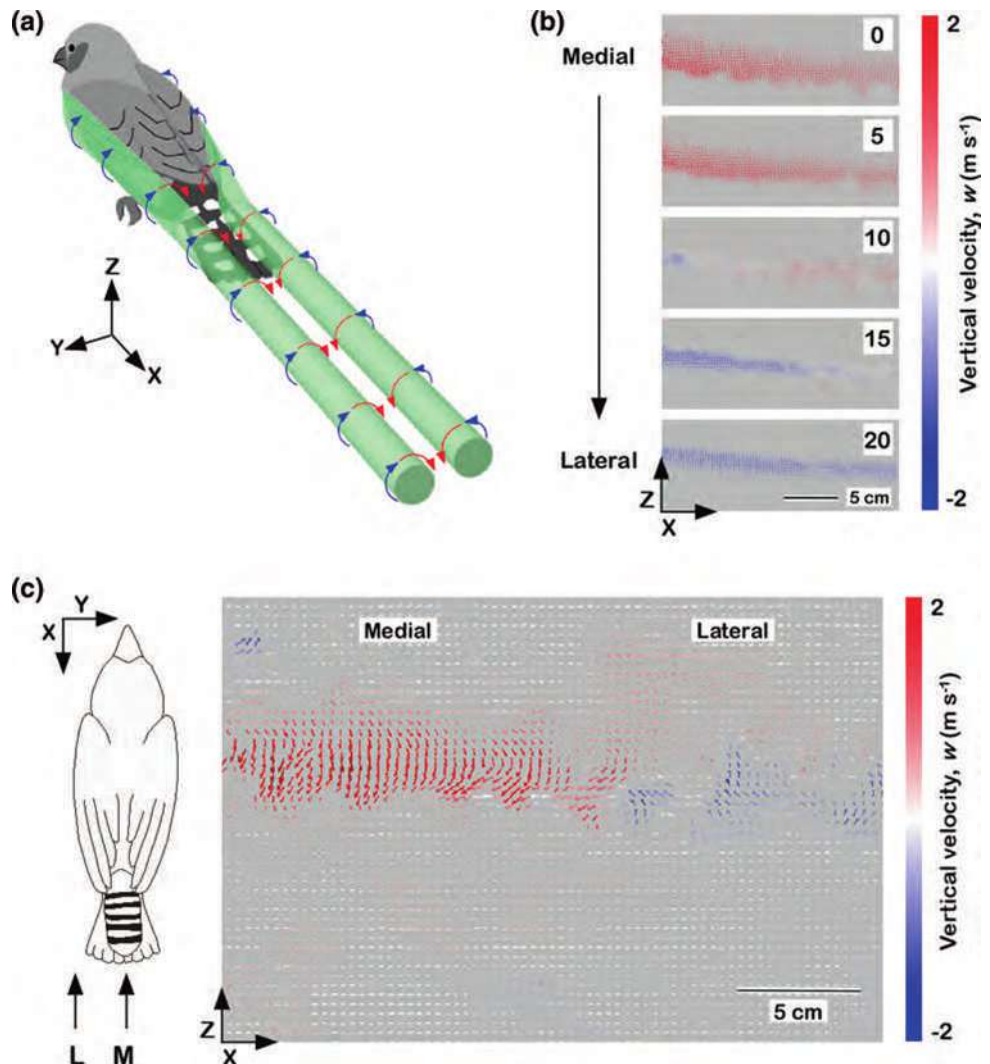 (a)
Z
Y
X
(b)
Medial
Lateral
0
5
10
15
20
5 cm
Z
X
2
Vertical velocity, w (m s⁻¹)
-2
(c)
Y
X
L M
Medial Lateral
5 cm
Z
X
2
Vertical velocity, w (m s⁻¹)
-2